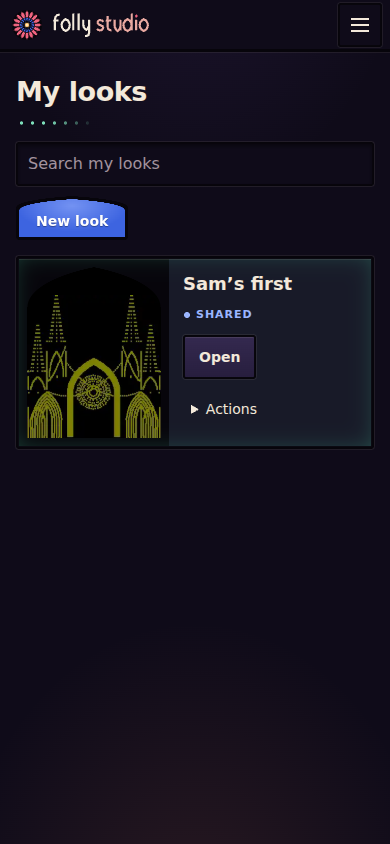 folly studio
My looks
Search my looks
New look
Sam’s first
SHARED
Open
Actions